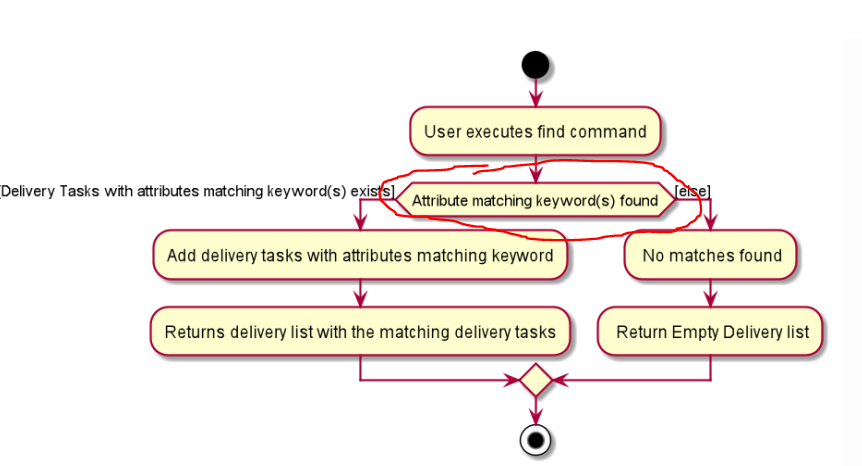 User executes find command
[Delivery Tasks with attributes matching keyword(s) exists]
Attribute matching keyword(s) found
[else]
Add delivery tasks with attributes matching keyword
No matches found
Returns delivery list with the matching delivery tasks
Return Empty Delivery list